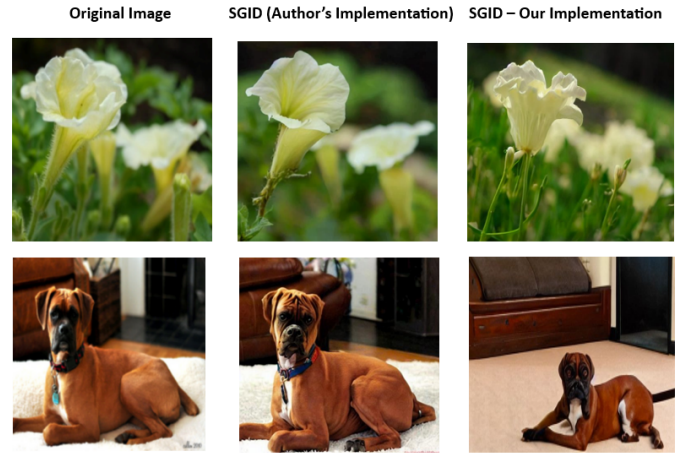 Original Image
SGID (Author's Implementation)
SGID – Our Implementation